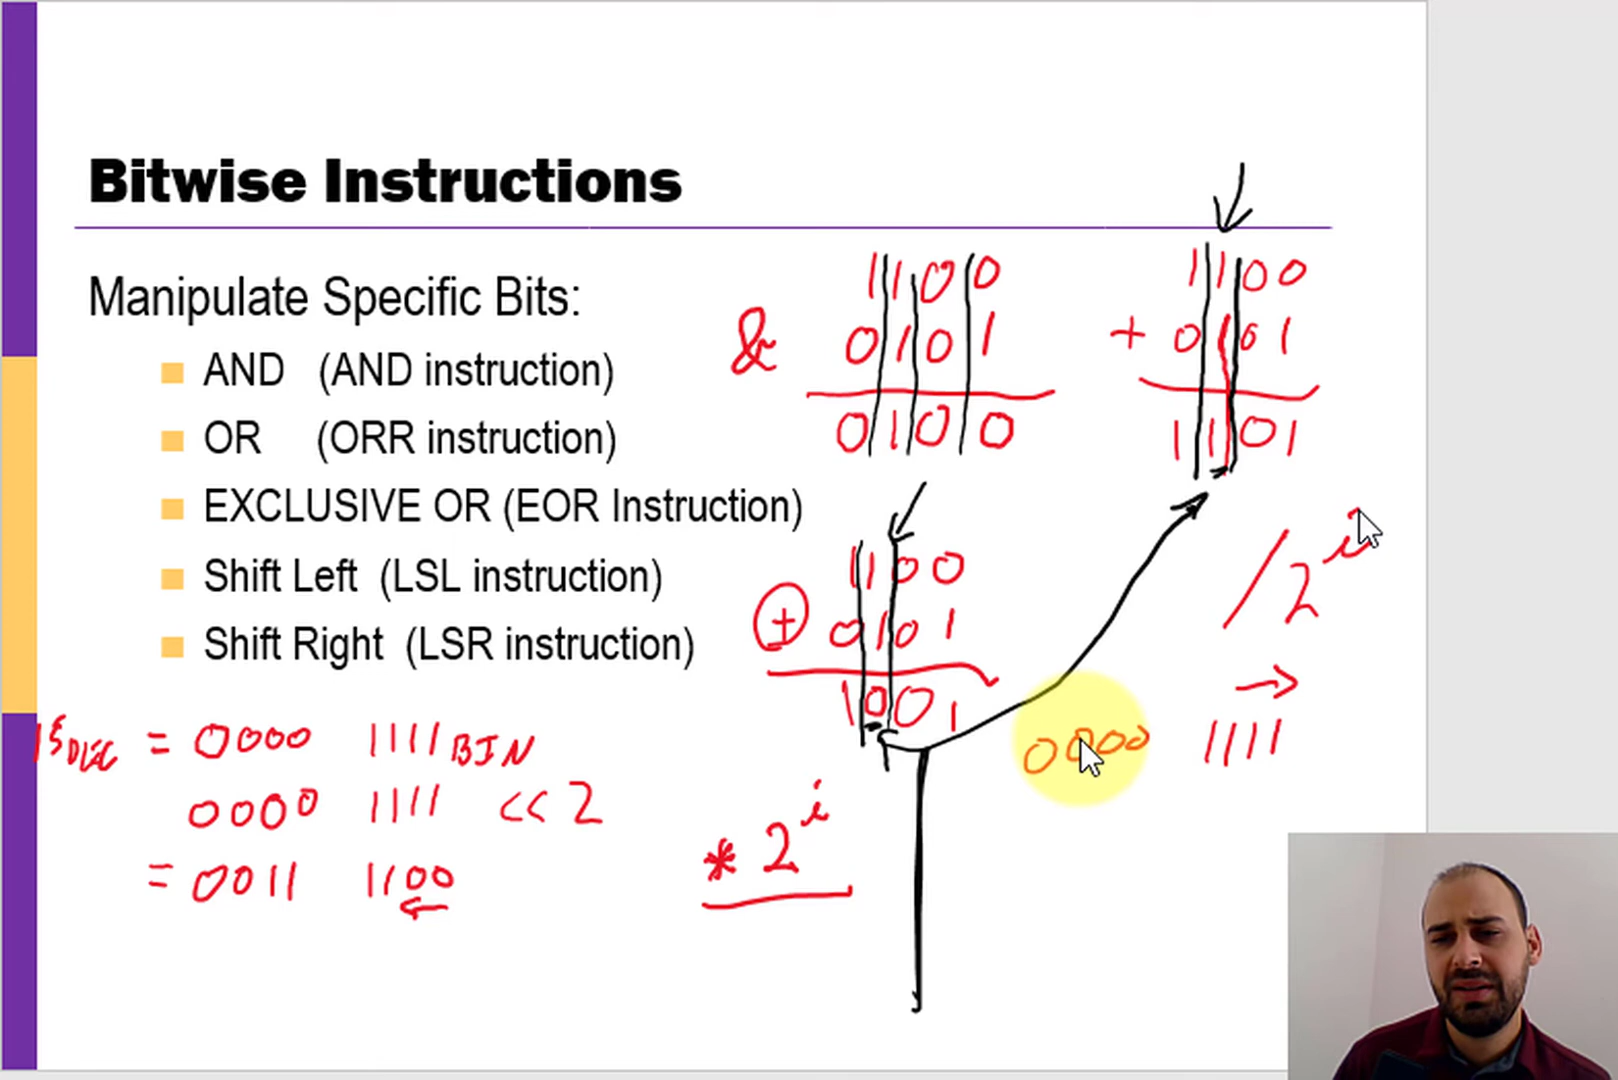 Bitwise Instructions
Manipulate Specific Bits:
AND (AND instruction)
OR (ORR instruction)
EXCLUSIVE OR (EOR Instruction)
Shift Left (LSL instruction)
Shift Right (LSR instruction)
1100
& 0101
0100
1100
+ 0101
1101
1100
⊕ 0101
1001
/2^i
→
0000 1111
15DEC = 0000 1111BIN
0000 1111 << 2
= 0011 1100
←
* 2^i